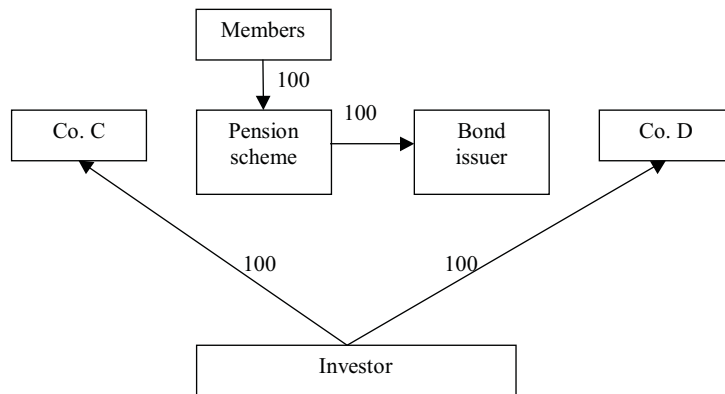 Members
100
Co. C
Pension
scheme
100
Bond
issuer
Co. D
100
100
Investor